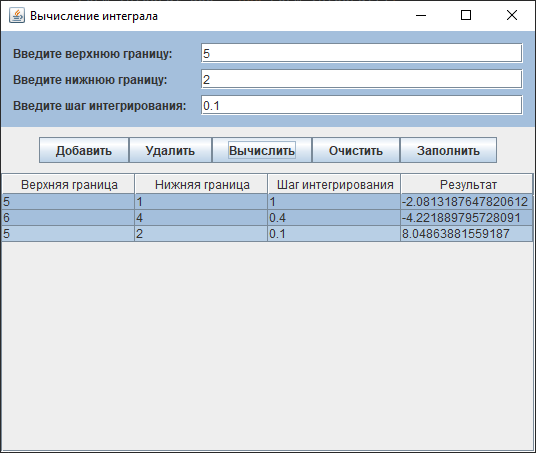 Вычисление интеграла
Введите верхнюю границу: 5
Введите нижнюю границу: 2
Введите шаг интегрирования: 0.1
Добавить Удалить Вычислить Очистить Заполнить
Верхняя граница Нижняя граница Шаг интегрирования Результат
5 1 1 -2.0813187647820612
6 4 0.4 -4.221889795728091
5 2 0.1 8.04863881559187